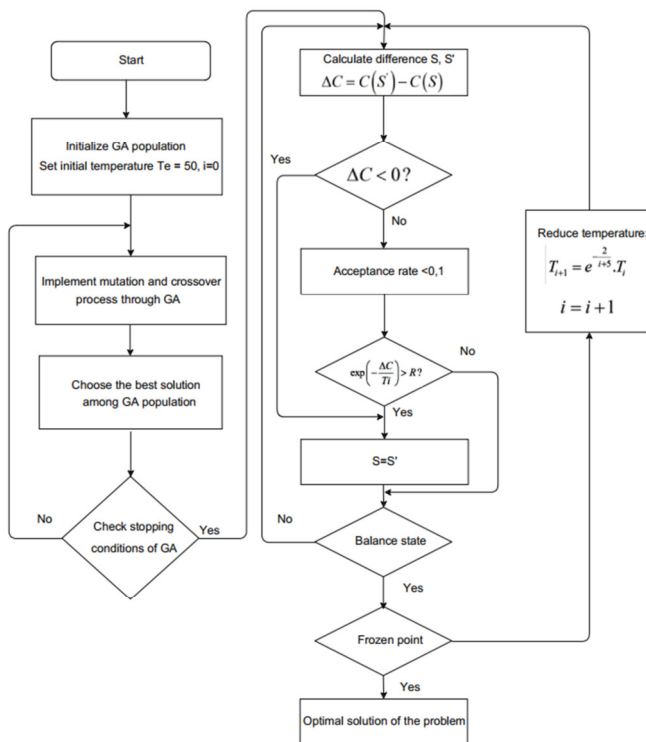 Start
Initialize GA population
Set initial temperature Te = 50, i=0
Implement mutation and crossover
process through GA
Choose the best solution
among GA population
No
Check stopping
conditions of GA
Yes
Calculate difference S, S'
ΔC = C(S') − C(S)
Yes
ΔC < 0 ?
No
Acceptance rate <0,1
No
exp(−ΔC/Ti) > R?
Yes
S=S'
No
Balance state
Yes
Frozen point
Yes
Optimal solution of the problem
Reduce temperature:
T_{i+1} = e^{-2/(i+5)}.T_i
i = i + 1